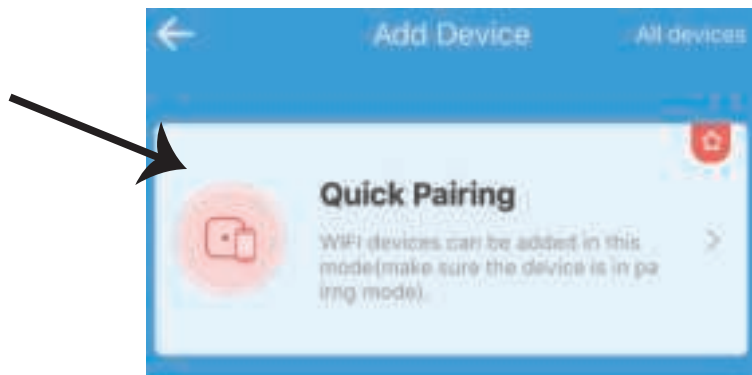 Add Device
All devices
Quick Pairing
WIFI devices can be added in this
mode(make sure the device is in pa
irng mode).